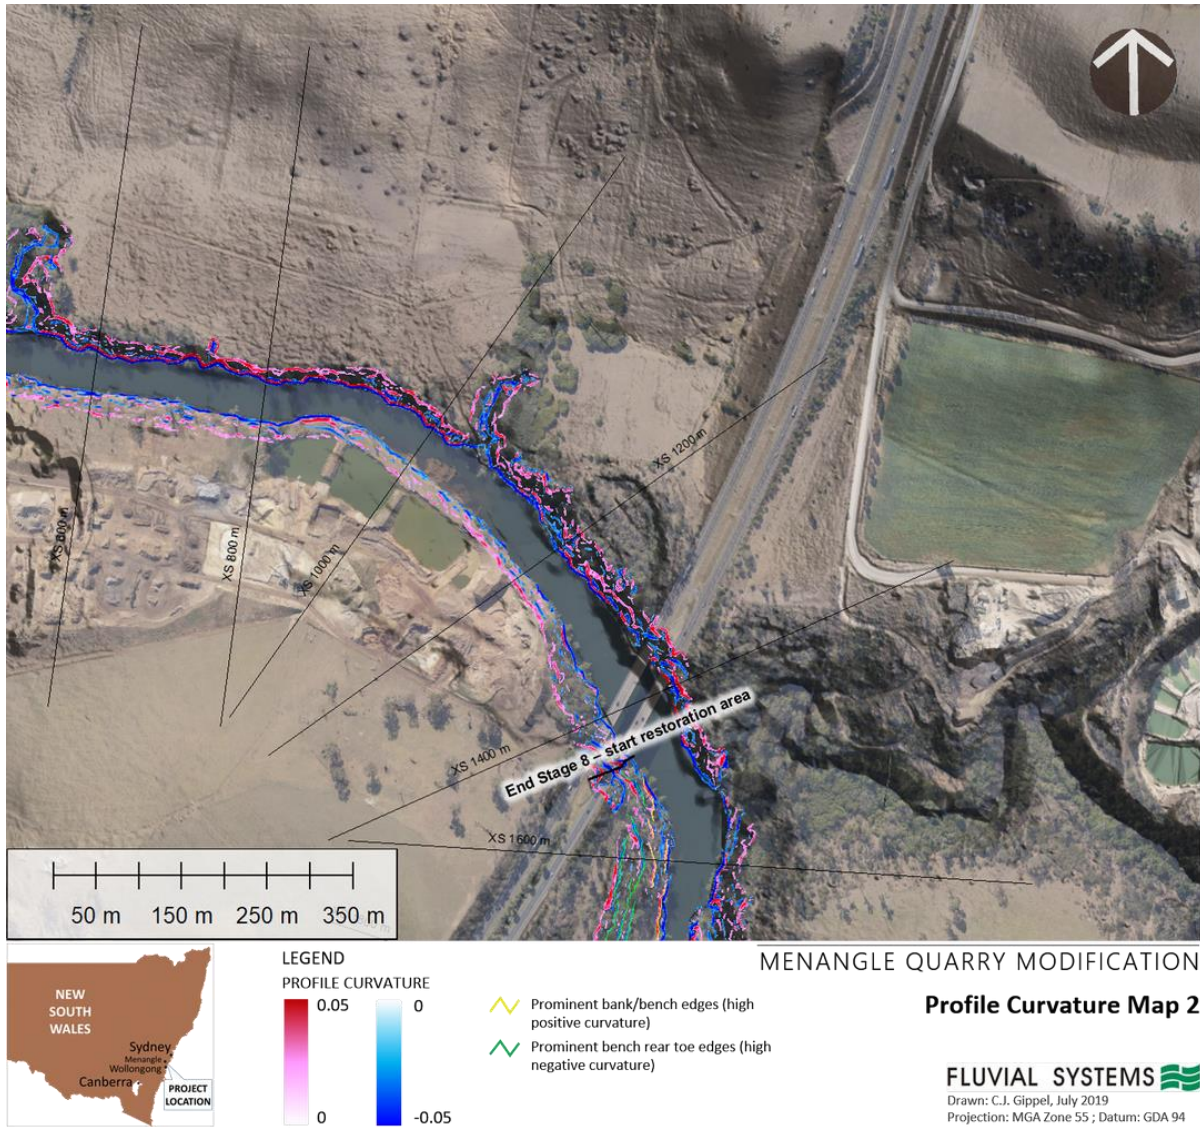 XS 1200 m
XS 600 m
XS 800 m
XS 1000 m
End Stage 8 – start restoration area
XS 1400 m
XS 1600 m
50 m 150 m 250 m 350 m
NEW
SOUTH
WALES
Sydney
Menangle
Wollongong
Canberra
PROJECT
LOCATION
LEGEND
PROFILE CURVATURE
0.05
0
0
-0.05
Prominent bank/bench edges (high
positive curvature)
Prominent bench rear toe edges (high
negative curvature)
MENANGLE QUARRY MODIFICATION
Profile Curvature Map 2
FLUVIAL SYSTEMS
Drawn: C.J. Gippel, July 2019
Projection: MGA Zone 55 ; Datum: GDA 94